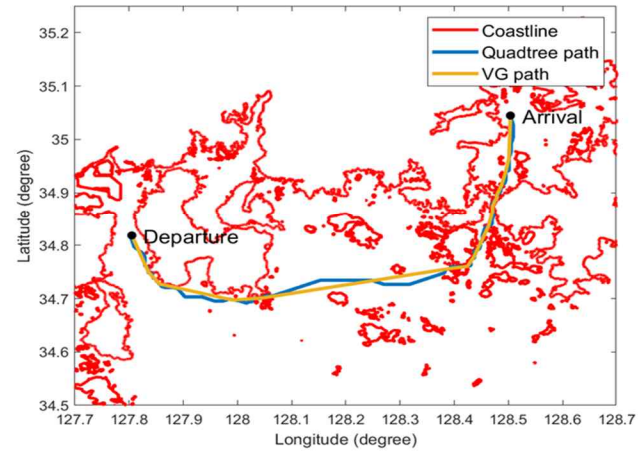 35.2
35.1
35
34.9
34.8
34.7
34.6
34.5
Latitude (degree)
Coastline
Quadtree path
VG path
Arrival
Departure
127.7 127.8 127.9 128 128.1 128.2 128.3 128.4 128.5 128.6 128.7
Longitude (degree)